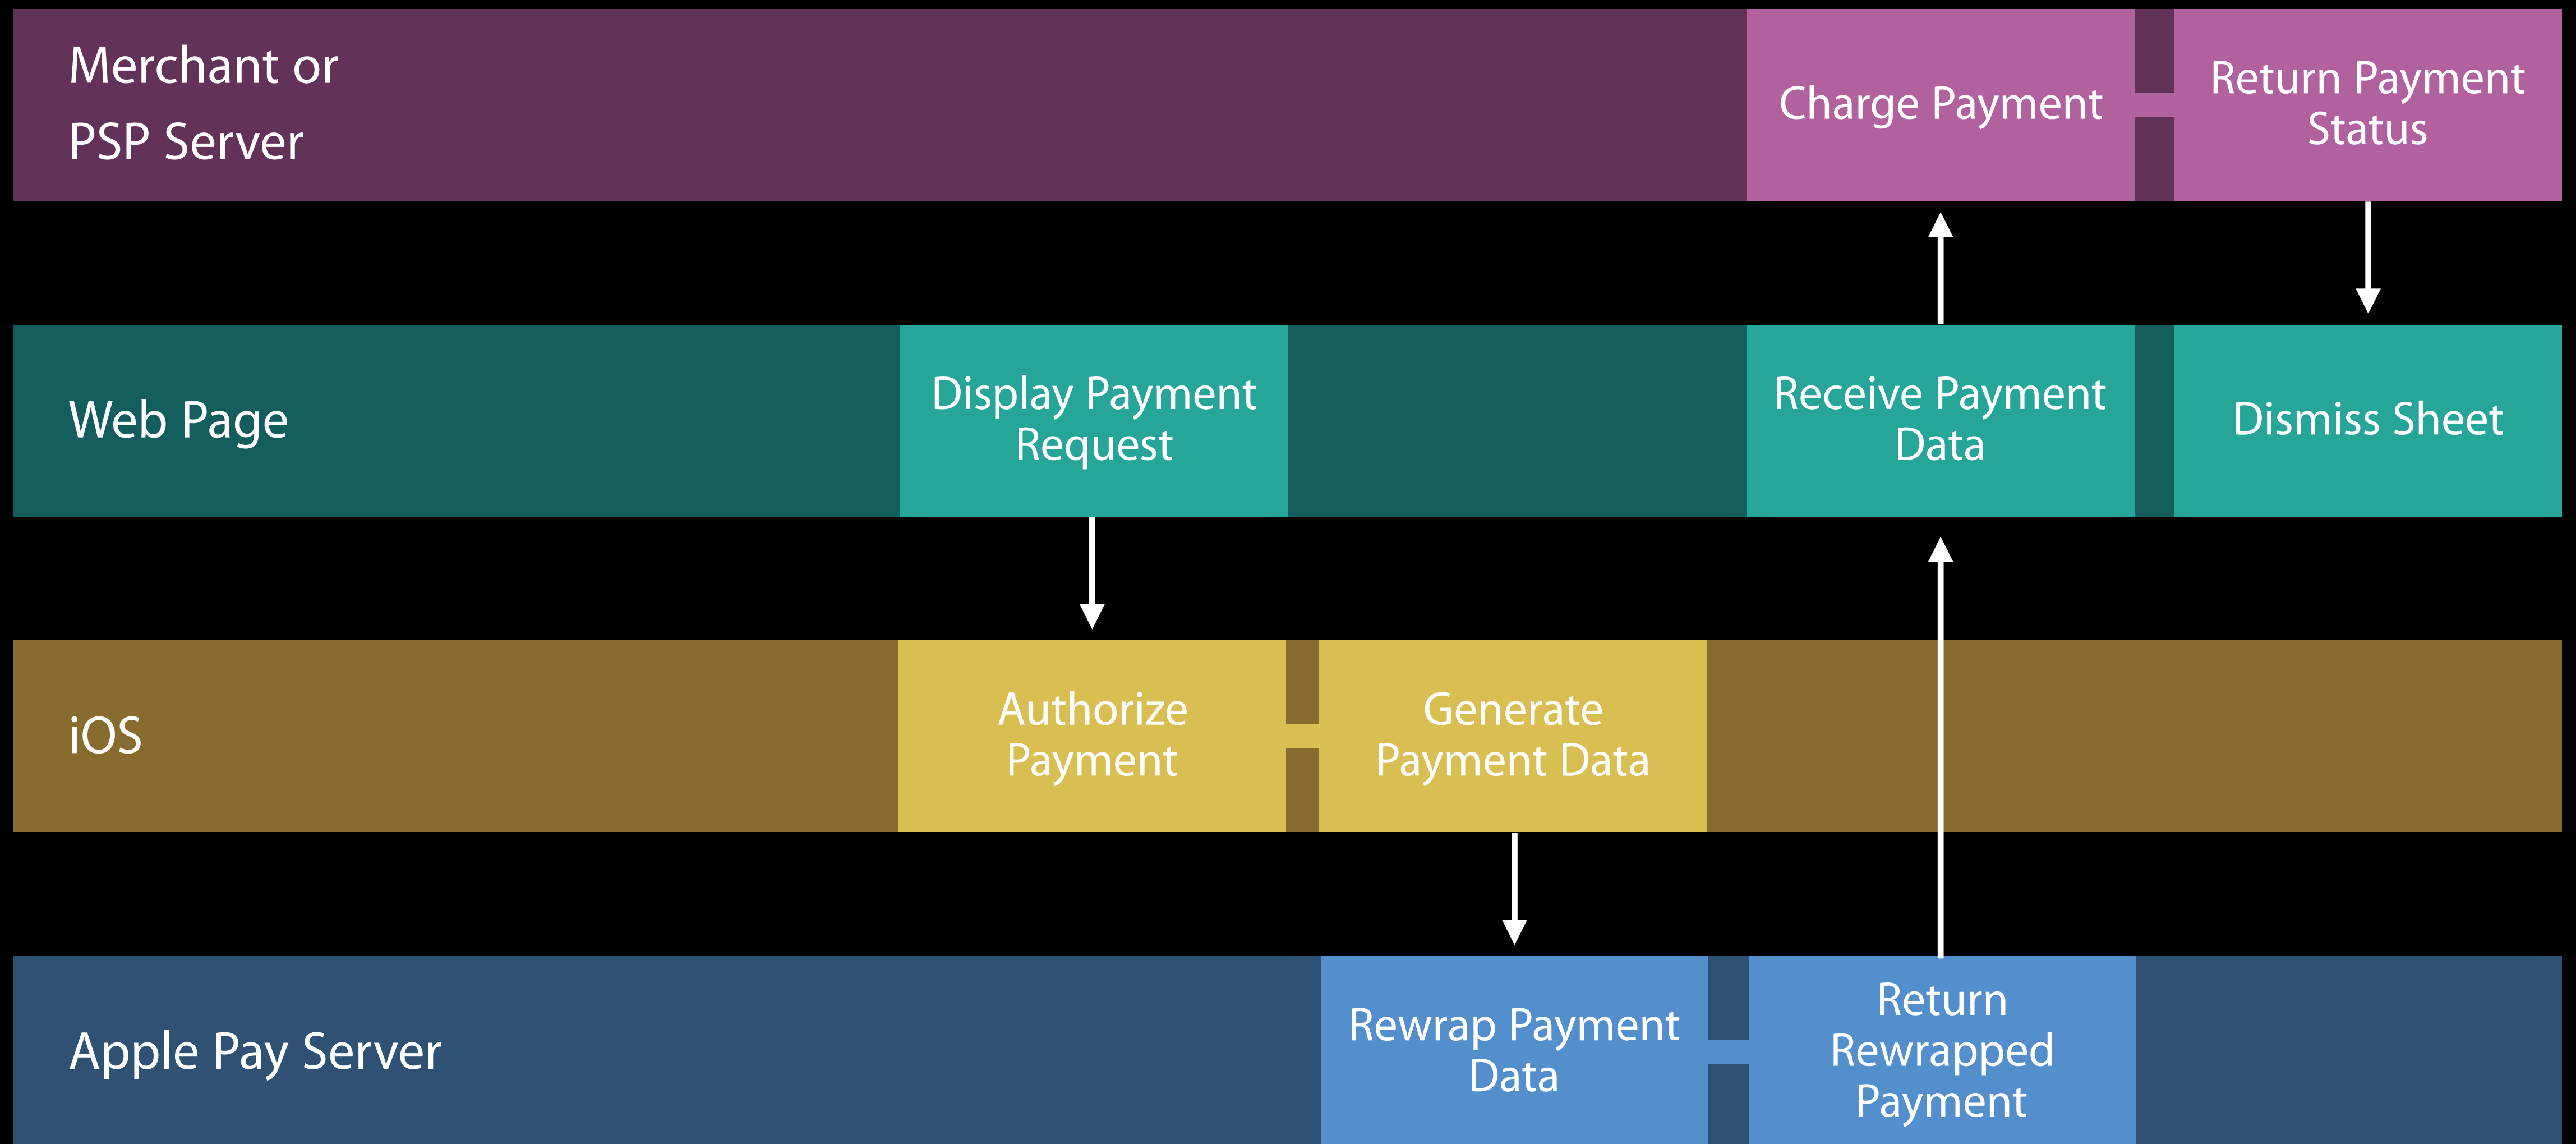 Merchant or
PSP Server
Charge Payment
Return Payment
Status
Web Page
Display Payment
Request
Receive Payment
Data
Dismiss Sheet
iOS
Authorize
Payment
Generate
Payment Data
Apple Pay Server
Rewrap Payment
Data
Return
Rewrapped
Payment